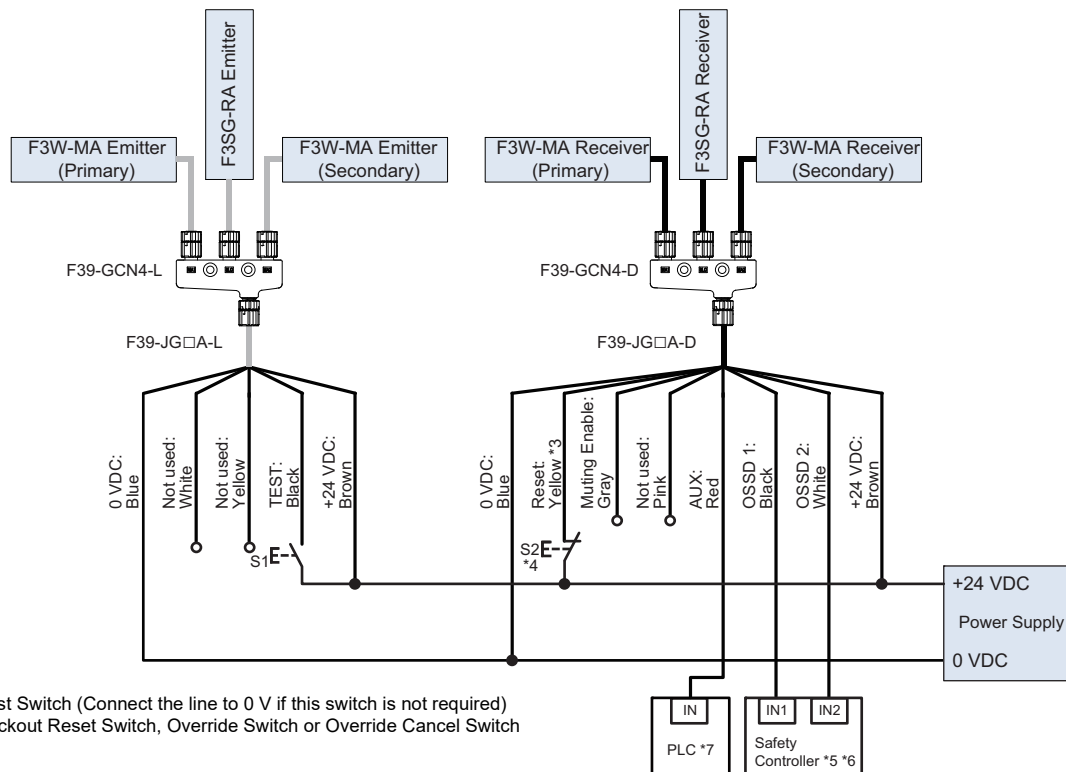 F3SG-RA Emitter
F3SG-RA Receiver
F3W-MA Emitter
(Primary)
F3W-MA Emitter
(Secondary)
F3W-MA Receiver
(Primary)
F3W-MA Receiver
(Secondary)
F39-GCN4-L
F39-GCN4-D
F39-JG□A-L
F39-JG□A-D
0 VDC:
Blue
Not used:
White
Not used:
Yellow
TEST:
Black
+24 VDC:
Brown
0 VDC:
Blue
Reset:
Yellow *3
Muting Enable:
Gray
Not used:
Pink
AUX:
Red
OSSD 1:
Black
OSSD 2:
White
+24 VDC:
Brown
S1
S2
*4
+24 VDC
Power Supply
0 VDC
st Switch (Connect the line to 0 V if this switch is not required)
ckout Reset Switch, Override Switch or Override Cancel Switch
IN
PLC *7
IN1
IN2
Safety
Controller *5 *6